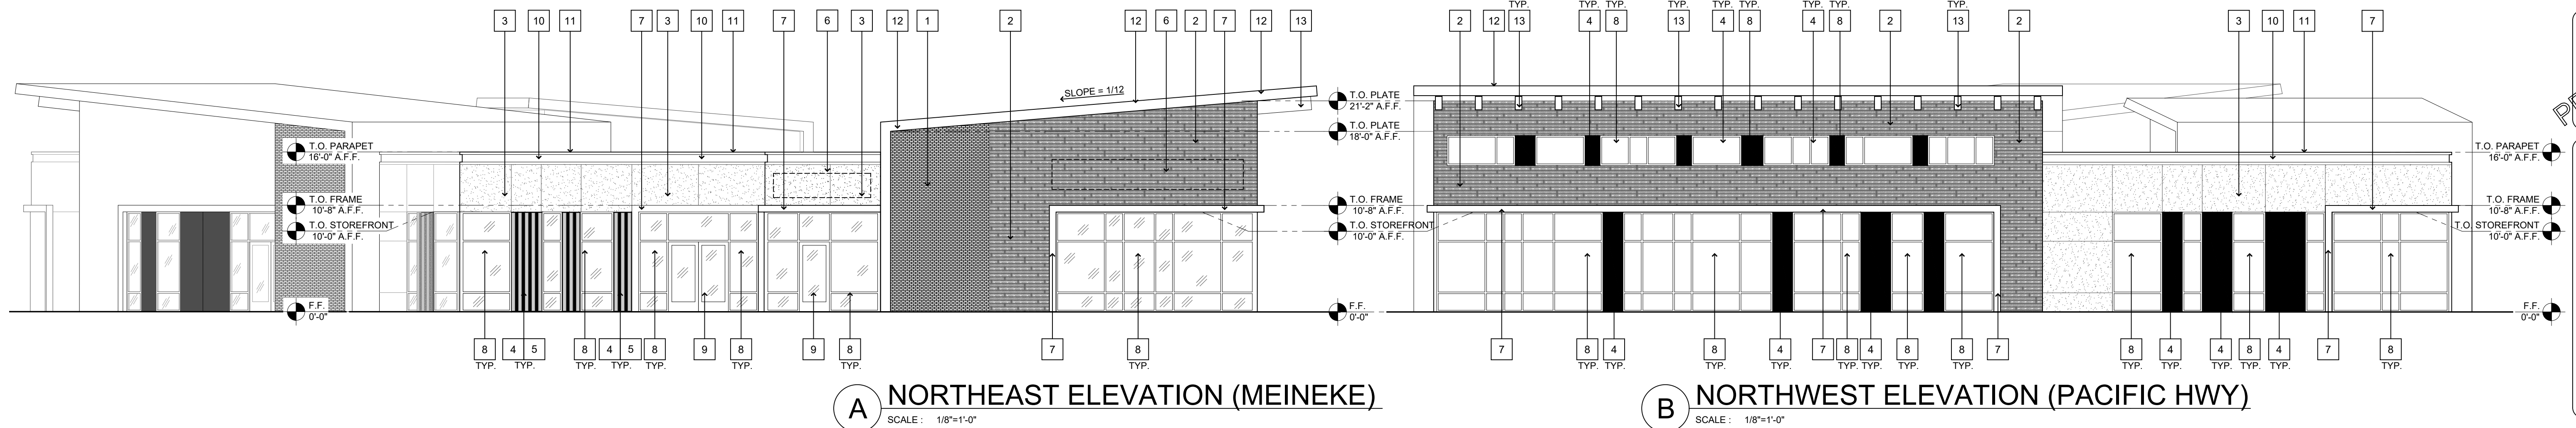 TYP. TYP. TYP. TYP. TYP. TYP. TYP. TYP. TYP.
3 10 11 7 3 10 11 7 6 3 12 1 2 12 6 2 7 12 13 2 12 13 4 8 13 4 8 4 8 2 13 2 3 10 11 7
SLOPE = 1/12
T.O. PLATE
21'-2" A.F.F.
T.O. PLATE
18'-0" A.F.F.
T.O. PARAPET
16'-0" A.F.F.
T.O. PARAPET
16'-0" A.F.F.
T.O. FRAME
10'-8" A.F.F.
T.O. FRAME
10'-8" A.F.F.
T.O. FRAME
10'-8" A.F.F.
T.O. STOREFRONT
10'-0" A.F.F.
T.O. STOREFRONT
10'-0" A.F.F.
T.O. STOREFRONT
10'-0" A.F.F.
F.F.
0'-0"
F.F.
0'-0"
F.F.
0'-0"
8 4 5 8 4 5 8 9 8 9 8 7 8 7 8 4 8 4 7 8 4 8 8 7 8 4 4 8 4 7 8
TYP. TYP. TYP. TYP. TYP. TYP. TYP. TYP. TYP. TYP. TYP. TYP. TYP. TYP. TYP. TYP. TYP. TYP. TYP. TYP. TYP. TYP. TYP.
A NORTHEAST ELEVATION (MEINEKE)
SCALE : 1/8"=1'-0"
B NORTHWEST ELEVATION (PACIFIC HWY)
SCALE : 1/8"=1'-0"